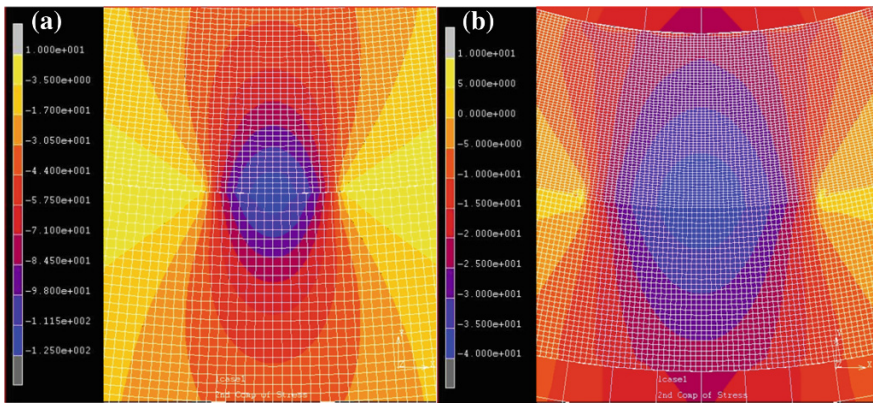 (a)
1.000e+001
-3.500e+000
-1.700e+001
-3.050e+001
-4.400e+001
-5.750e+001
-7.100e+001
-8.450e+001
-9.800e+001
-1.115e+002
-1.250e+002
Y
Z
X
lcase1
2nd Comp of Stress
(b)
1.000e+001
5.000e+000
0.000e+000
-5.000e+000
-1.000e+001
-1.500e+001
-2.000e+001
-2.500e+001
-3.000e+001
-3.500e+001
-4.000e+001
Y
Z
X
lcase1
2nd Comp of Stress